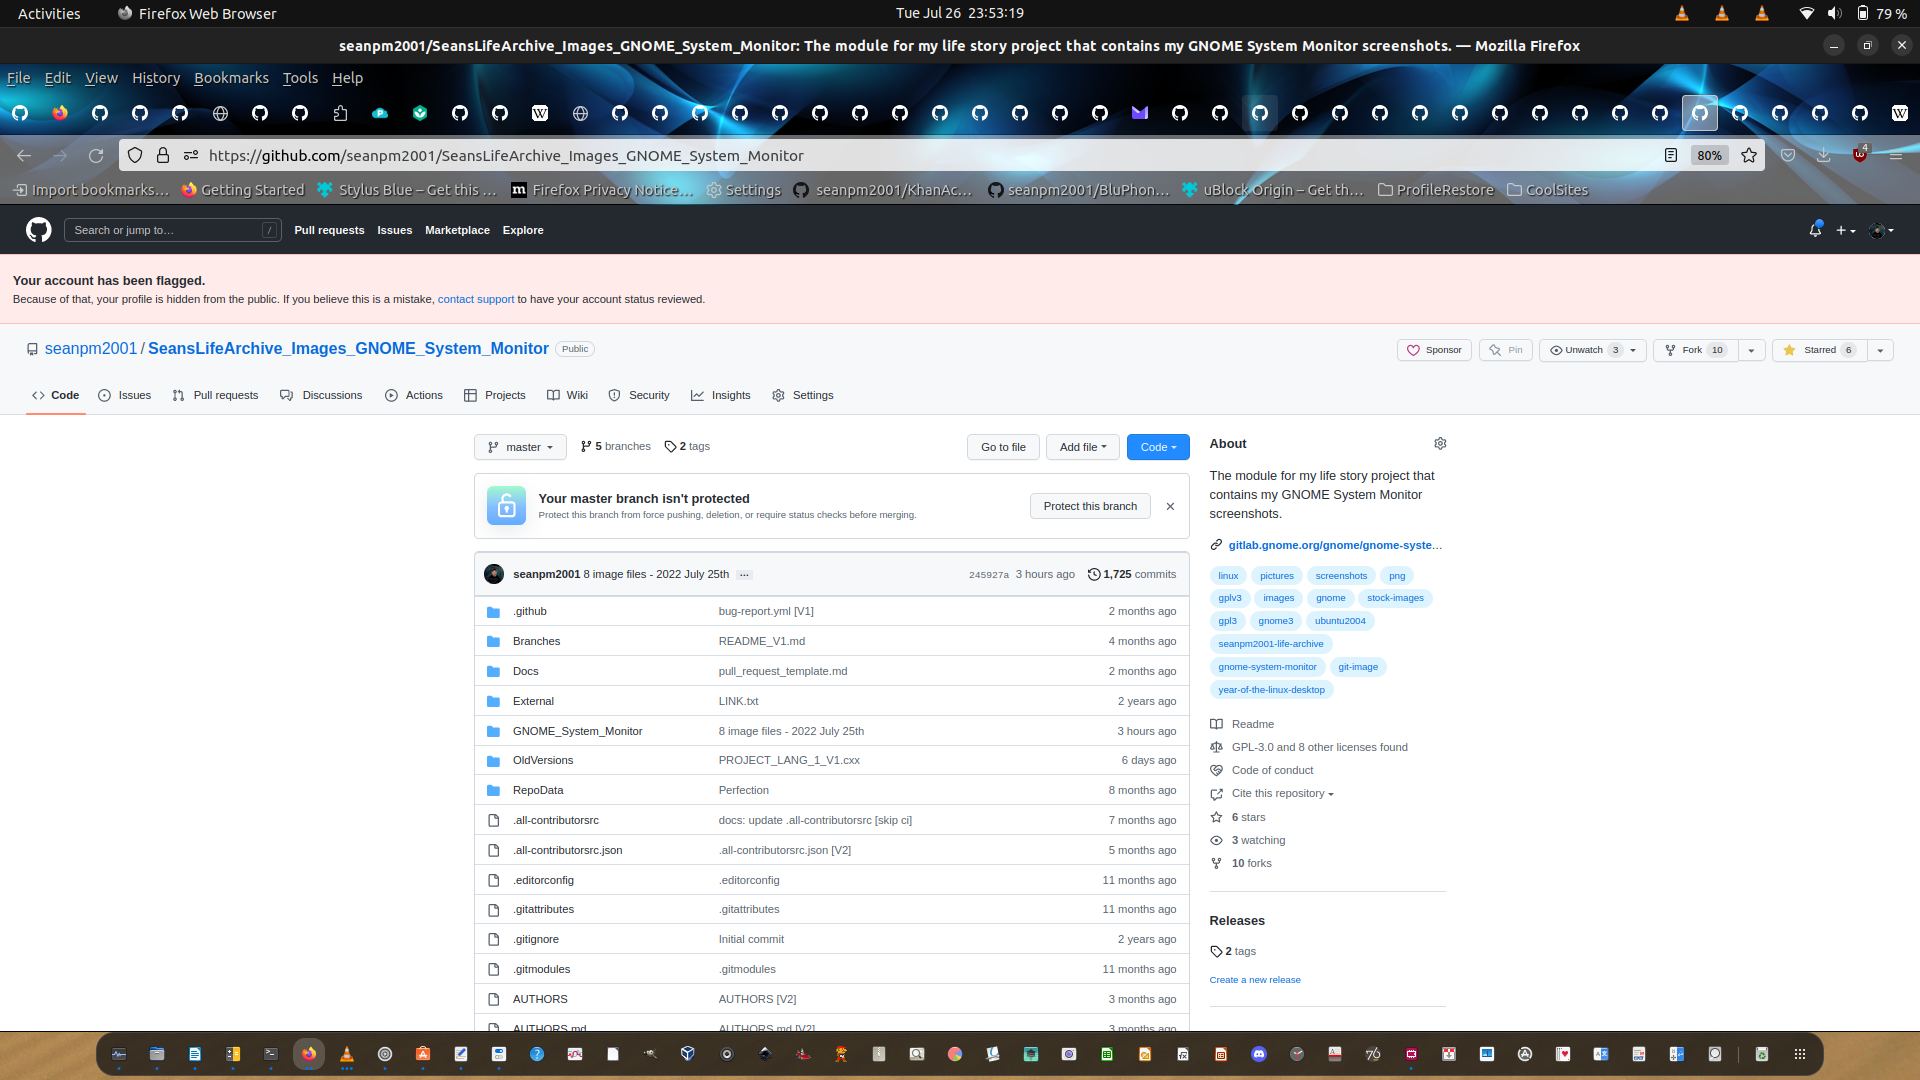 Activities
Firefox Web Browser
Tue Jul 26  23:53:19
79 %
seanpm2001/SeansLifeArchive_Images_GNOME_System_Monitor: The module for my life story project that contains my GNOME System Monitor screenshots. — Mozilla Firefox
File Edit View History Bookmarks Tools Help
https://github.com/seanpm2001/SeansLifeArchive_Images_GNOME_System_Monitor
80%
4
Import bookmarks… Getting Started Stylus Blue – Get this … Firefox Privacy Notice… Settings seanpm2001/KhanAc… seanpm2001/BluPhon… uBlock Origin – Get th… ProfileRestore CoolSites
Search or jump to… /
Pull requests Issues Marketplace Explore
Your account has been flagged.
Because of that, your profile is hidden from the public. If you believe this is a mistake, contact support to have your account status reviewed.
seanpm2001 / SeansLifeArchive_Images_GNOME_System_Monitor Public
Sponsor Pin Unwatch 3 Fork 10 Starred 6
Code Issues Pull requests Discussions Actions Projects Wiki Security Insights Settings
master 5 branches 2 tags
Go to file Add file Code
Your master branch isn't protected
Protect this branch from force pushing, deletion, or require status checks before merging.
Protect this branch
seanpm2001 8 image files - 2022 July 25th … 245927a 3 hours ago 1,725 commits
.github bug-report.yml [V1] 2 months ago
Branches README_V1.md 4 months ago
Docs pull_request_template.md 2 months ago
External LINK.txt 2 years ago
GNOME_System_Monitor 8 image files - 2022 July 25th 3 hours ago
OldVersions PROJECT_LANG_1_V1.cxx 6 days ago
RepoData Perfection 8 months ago
.all-contributorsrc docs: update .all-contributorsrc [skip ci] 7 months ago
.all-contributorsrc.json .all-contributorsrc.json [V2] 5 months ago
.editorconfig .editorconfig 11 months ago
.gitattributes .gitattributes 11 months ago
.gitignore Initial commit 2 years ago
.gitmodules .gitmodules 11 months ago
AUTHORS AUTHORS [V2] 3 months ago
AUTHORS.md AUTHORS.md [V2] 3 months ago
About
The module for my life story project that
contains my GNOME System Monitor
screenshots.
gitlab.gnome.org/gnome/gnome-syste…
linux pictures screenshots png
gplv3 images gnome stock-images
gpl3 gnome3 ubuntu2004
seanpm2001-life-archive
gnome-system-monitor git-image
year-of-the-linux-desktop
Readme
GPL-3.0 and 8 other licenses found
Code of conduct
Cite this repository
6 stars
3 watching
10 forks
Releases
2 tags
Create a new release